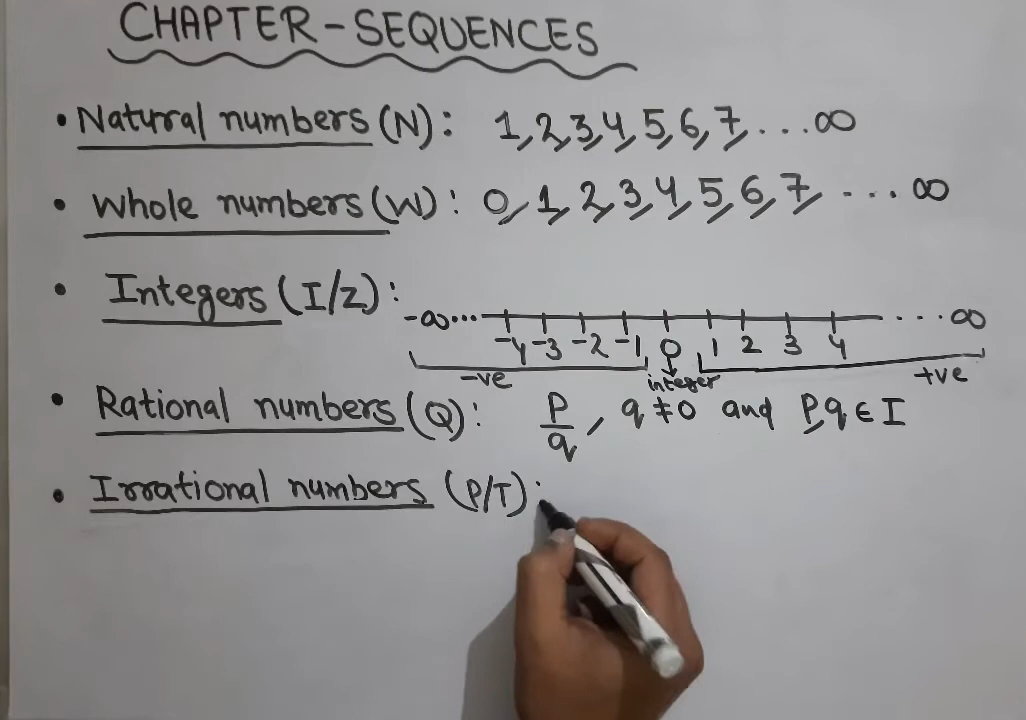 CHAPTER-SEQUENCES
• Natural numbers (N): 1,2,3,4,5,6,7,...∞
• Whole numbers (W): 0,1,2,3,4,5,6,7,...∞
• Integers (I/Z):
-∞... -4 -3 -2 -1 0 1 2 3 4 ...∞
-ve integer +ve
• Rational numbers (Q): P/q, q≠0 and P,q∈I
• Irrational numbers (P/T):